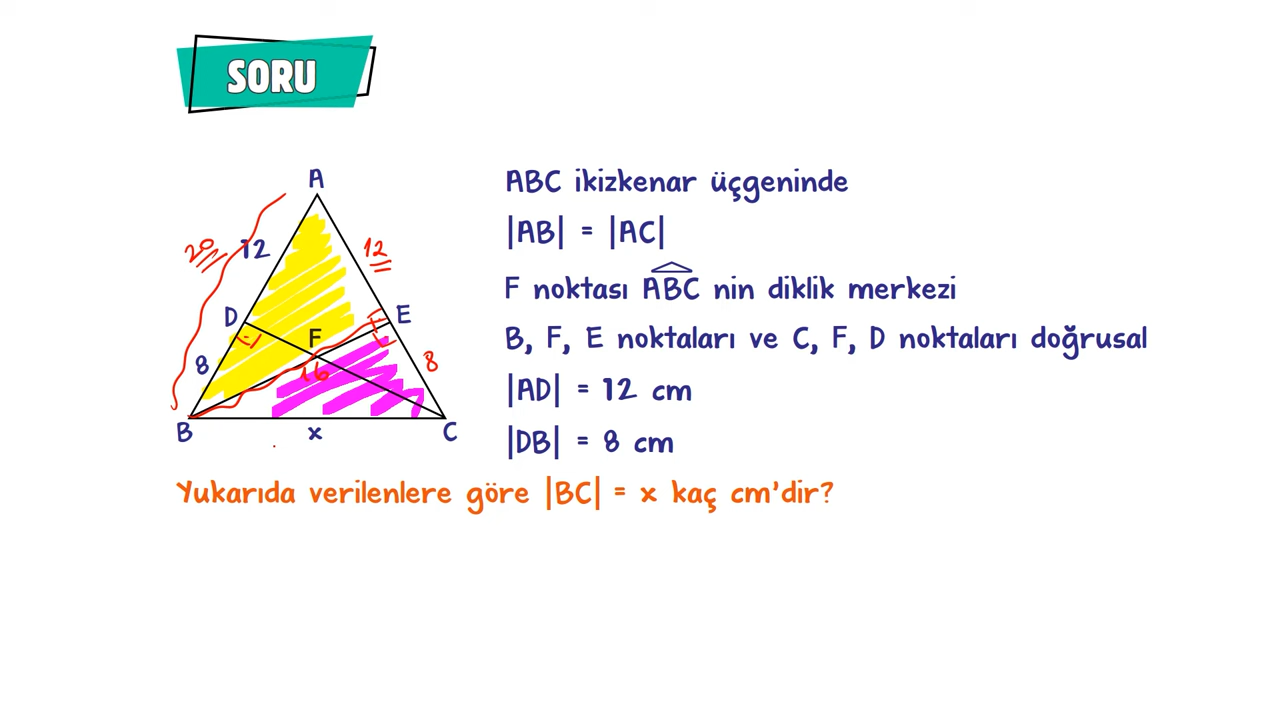 SORU
A
20
12
12
D
E
F
8
16
8
B
x
C
ABC ikizkenar üçgeninde
|AB| = |AC|
F noktası ABC nin diklik merkezi
B, F, E noktaları ve C, F, D noktaları doğrusal
|AD| = 12 cm
|DB| = 8 cm
Yukarıda verilenlere göre |BC| = x kaç cm'dir?